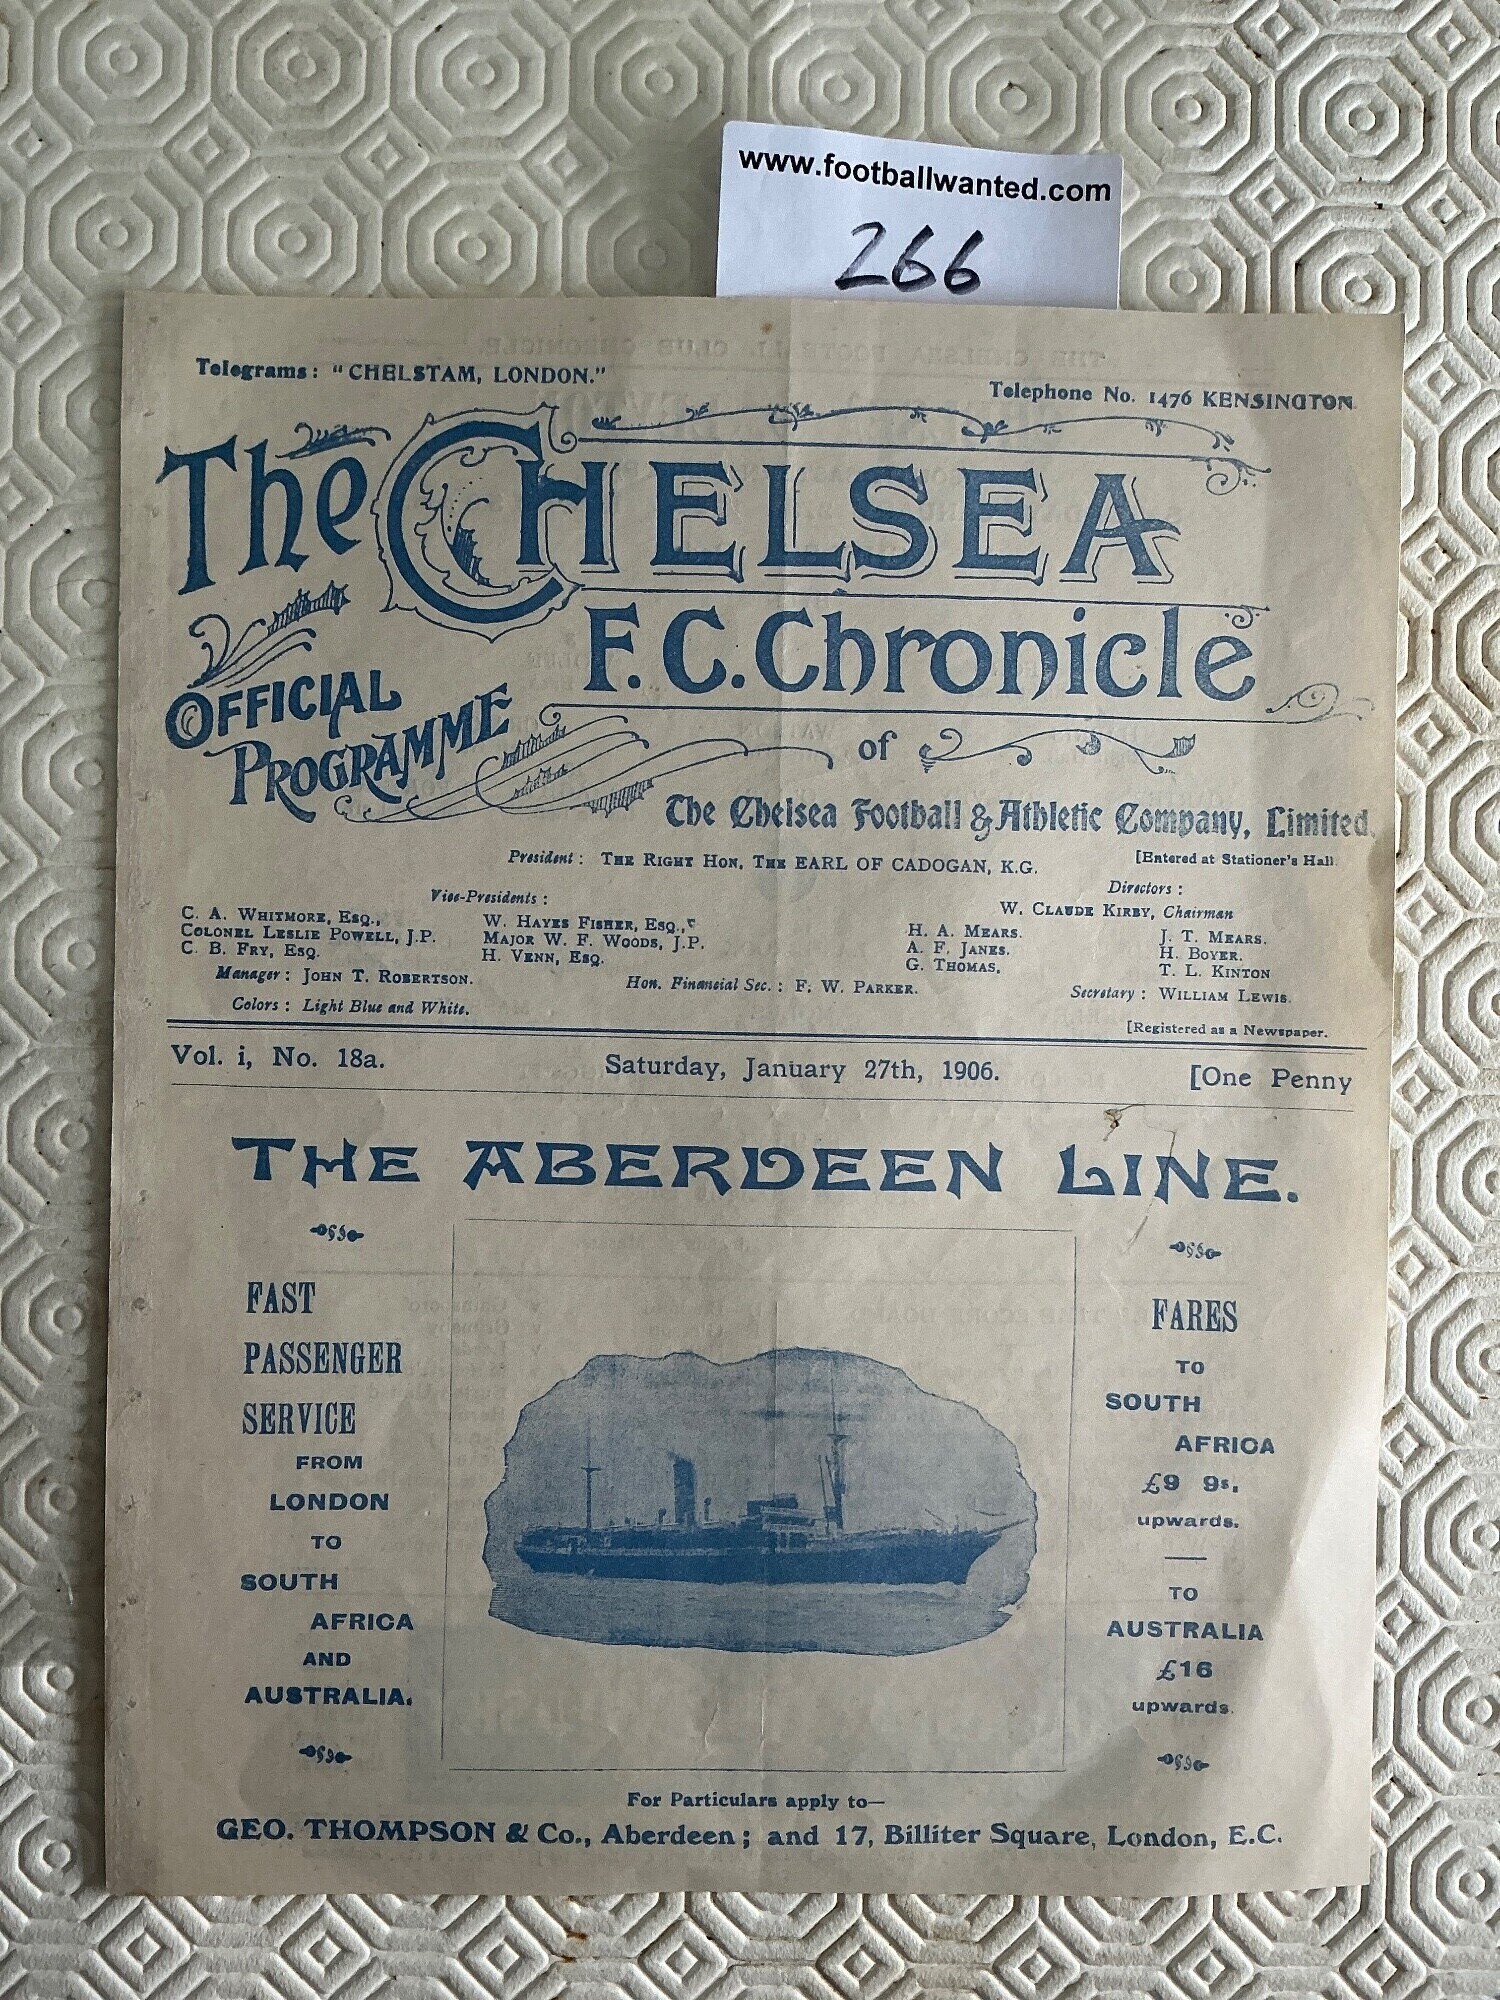 www.footballwanted.com
266
Telegrams: "CHELSTAM, LONDON."
Telephone No. 1476 KENSINGTON
The CHELSEA
F.C. Chronicle
OFFICIAL
PROGRAMME
of
The Chelsea Football & Athletic Company, Limited.
President: THE RIGHT HON. THE EARL OF CADOGAN, K.G.
[Entered at Stationer's Hall
Vice-Presidents:
Directors:
W. CLAUDE KIRBY, Chairman
C. A. WHITMORE, ESQ.,
W. HAYES FISHER, ESQ.,
H. A. MEARS.
J. T. MEARS.
COLONEL LESLIE POWELL, J.P.
MAJOR W. F. WOODS, J.P.
A. F. JANES.
H. BOYER.
C. B. FRY, ESQ.
H. VENN, ESQ.
G. THOMAS.
T. L. KINTON
Manager: JOHN T. ROBERTSON.
Hon. Financial Sec.: F. W. PARKER.
Secretary: WILLIAM LEWIS.
Colors: Light Blue and White.
[Registered as a Newspaper.
Vol. i, No. 18a.
Saturday, January 27th, 1906.
[One Penny
THE ABERDEEN LINE.
FAST
PASSENGER
SERVICE
FROM
LONDON
TO
SOUTH
AFRICA
AND
AUSTRALIA.
FARES
TO
SOUTH
AFRICA
£9 9s.
upwards.
TO
AUSTRALIA
£16
upwards.
For Particulars apply to—
GEO. THOMPSON & Co., Aberdeen; and 17, Billiter Square, London, E.C.